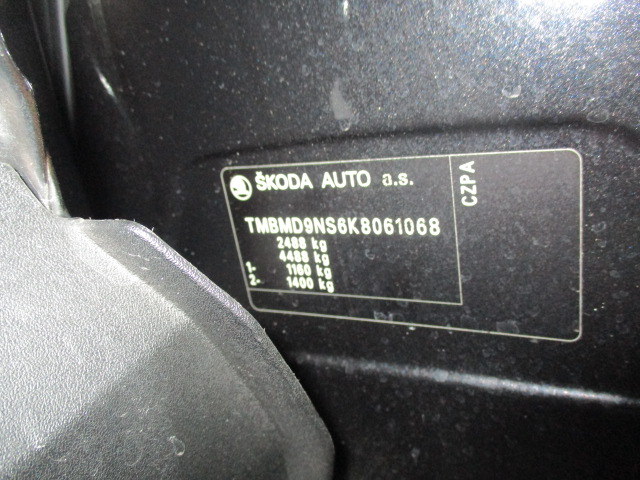 ŠKODA AUTO a.s.
CZPA
TMBMD9NS6K8061068
2488 kg
4488 kg
1- 1160 kg
2- 1400 kg